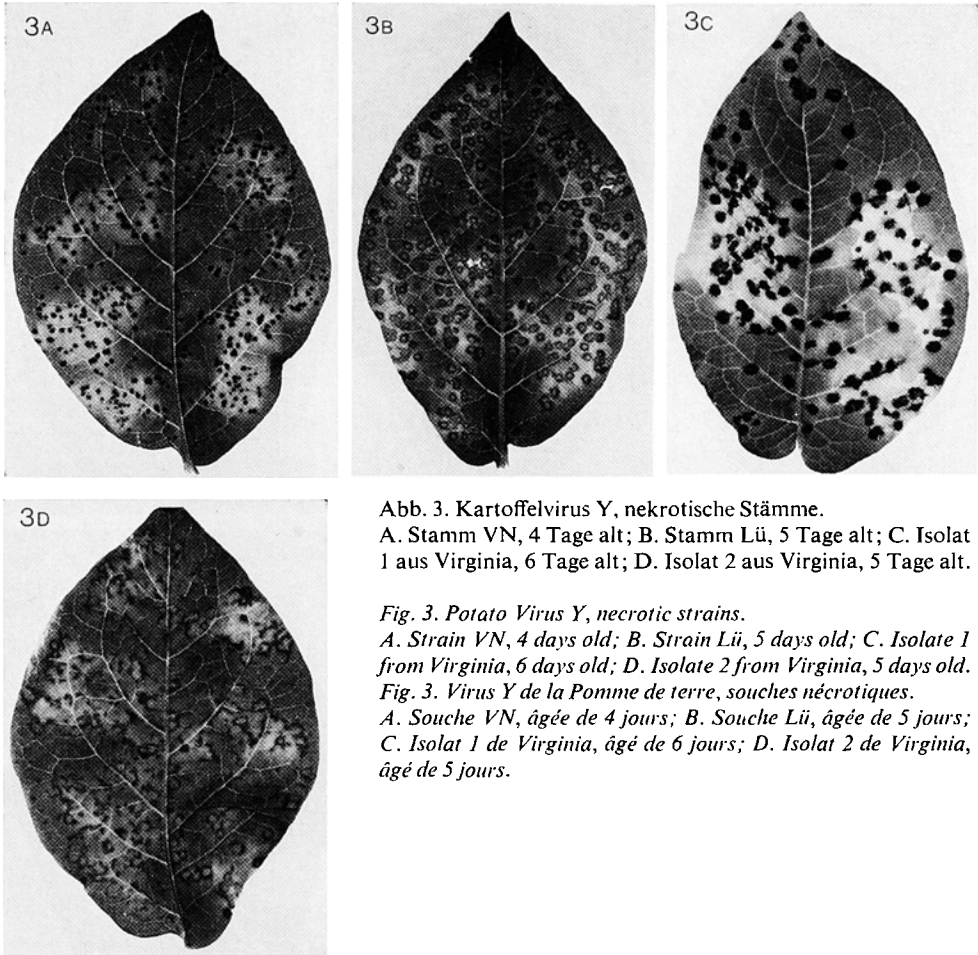 3A
3B
3C
3D
Abb. 3. Kartoffelvirus Y, nekrotische Stämme.
A. Stamm VN, 4 Tage alt; B. Stamm Lü, 5 Tage alt; C. Isolat
1 aus Virginia, 6 Tage alt; D. Isolat 2 aus Virginia, 5 Tage alt.
Fig. 3. Potato Virus Y, necrotic strains.
A. Strain VN, 4 days old; B. Strain Lü, 5 days old; C. Isolate 1
from Virginia, 6 days old; D. Isolate 2 from Virginia, 5 days old.
Fig. 3. Virus Y de la Pomme de terre, souches nécrotiques.
A. Souche VN, âgée de 4 jours; B. Souche Lü, âgée de 5 jours;
C. Isolat 1 de Virginia, âgé de 6 jours; D. Isolat 2 de Virginia,
âgé de 5 jours.